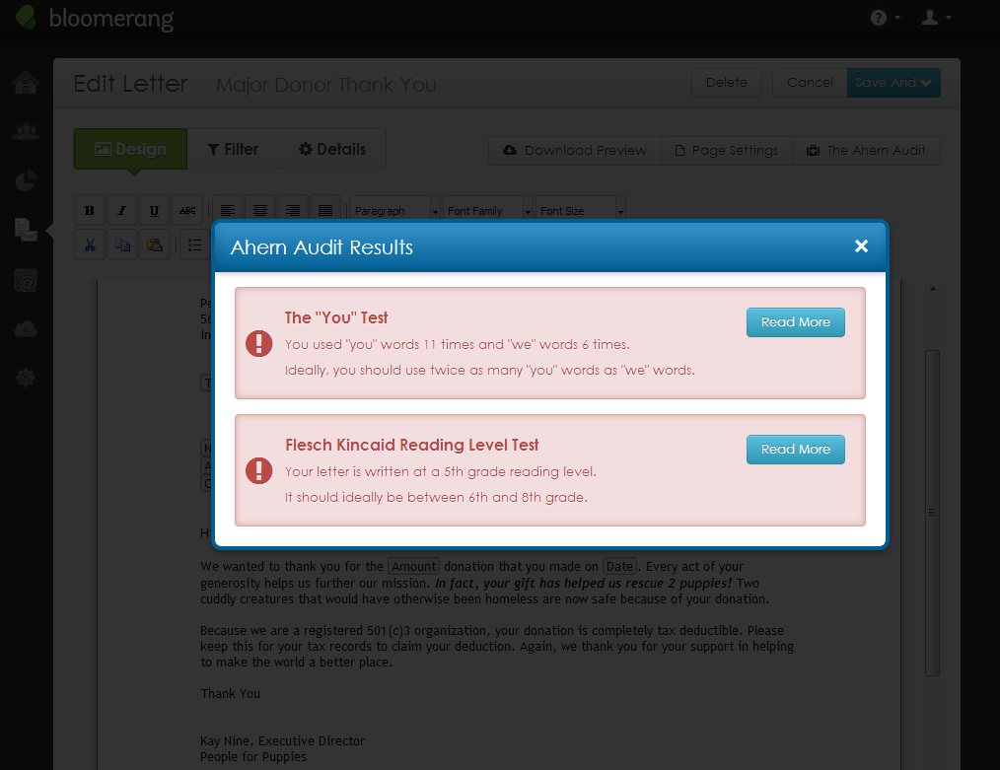 bloomerang
Edit Letter Major Donor Thank You
Delete Cancel Save And
Design Filter Details
Download Preview Page Settings The Ahern Audit
B I U ABC Paragraph Font Family Font Size
Ahern Audit Results ×
The "You" Test
Read More
You used "you" words 11 times and "we" words 6 times.
Ideally, you should use twice as many "you" words as "we" words.
Flesch Kincaid Reading Level Test
Read More
Your letter is written at a 5th grade reading level.
It should ideally be between 6th and 8th grade.
We wanted to thank you for the Amount donation that you made on Date. Every act of your
generosity helps us further our mission. In fact, your gift has helped us rescue 2 puppies! Two
cuddly creatures that would have otherwise been homeless are now safe because of your donation.
Because we are a registered 501(c)3 organization, your donation is completely tax deductible. Please
keep this for your tax records to claim your deduction. Again, we thank you for your support in helping
to make the world a better place.
Thank You
Kay Nine, Executive Director
People for Puppies